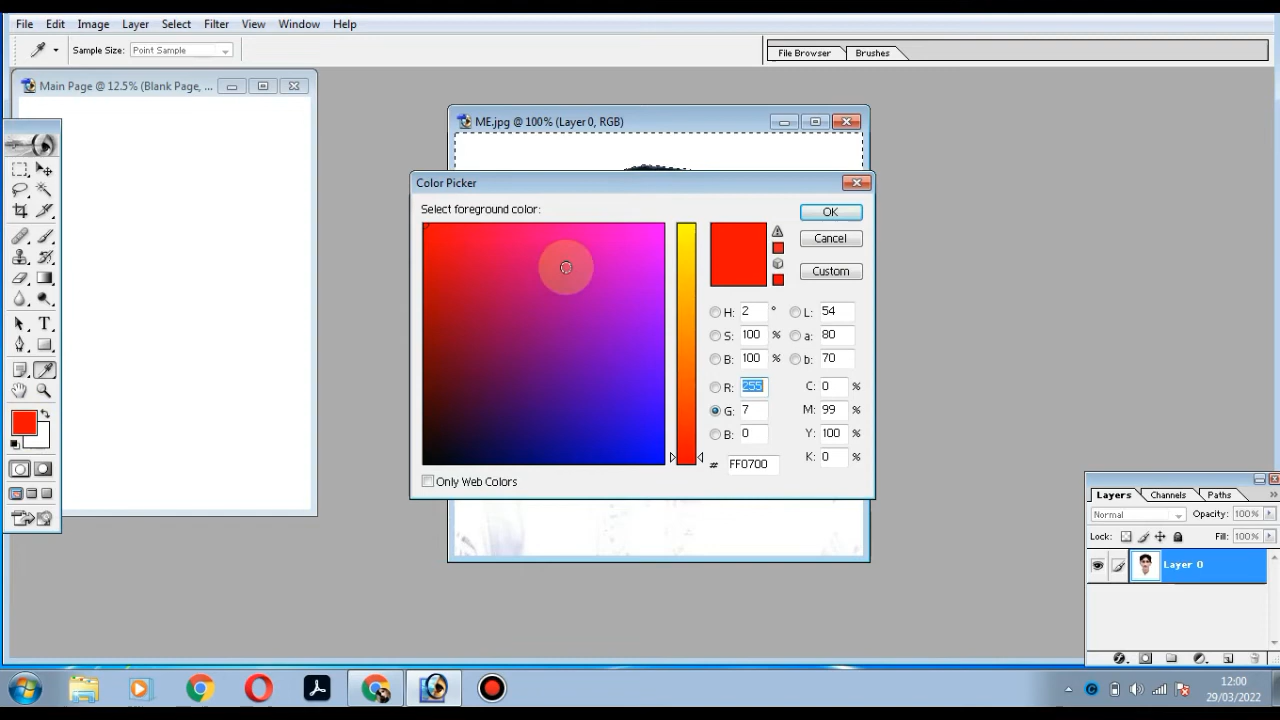 File Edit Image Layer Select Filter View Window Help
Sample Size: Point Sample
File Browser Brushes
Main Page @ 12.5% (Blank Page, ...
ME.jpg @ 100% (Layer 0, RGB)
Color Picker
Select foreground color:
OK
Cancel
Custom
H: 2 ° L: 54
S: 100 % a: 80
B: 100 % b: 70
R: 255 C: 0 %
G: 7 M: 99 %
B: 0 Y: 100 %
# FF0700 K: 0 %
Only Web Colors
Layers Channels Paths
Normal Opacity: 100%
Lock: Fill: 100%
Layer 0
12:00
29/03/2022